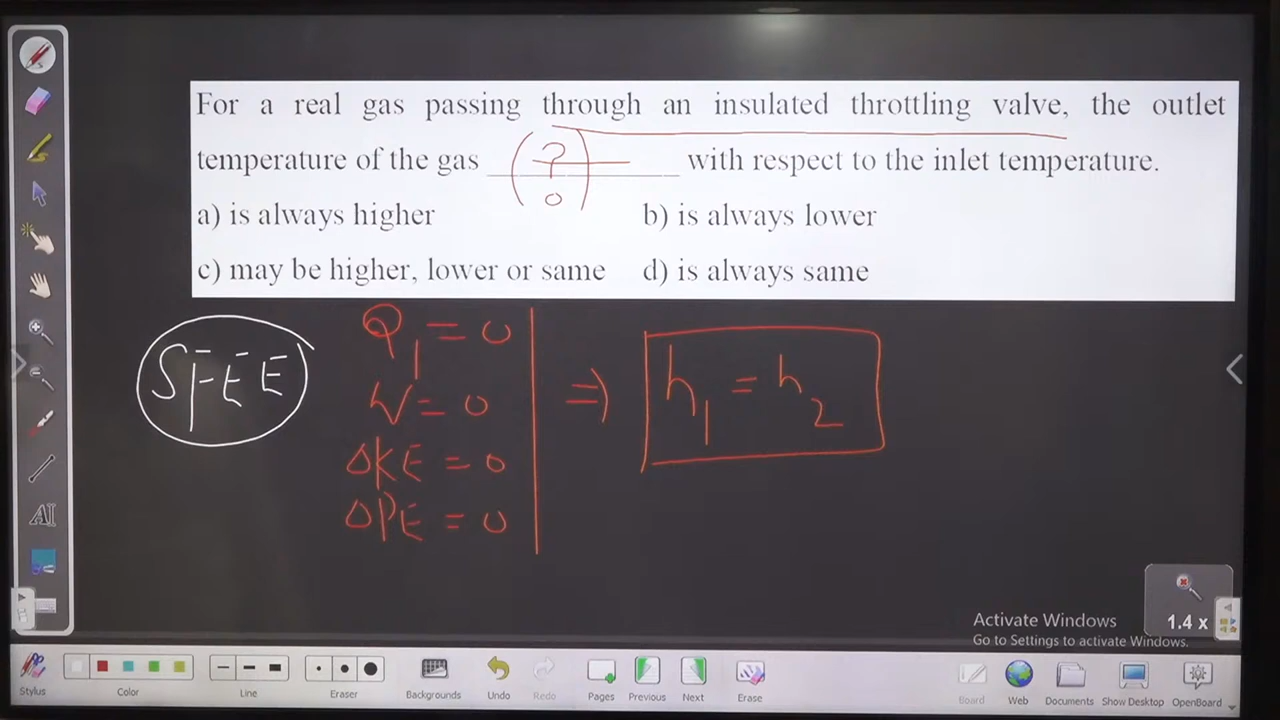 For a real gas passing through an insulated throttling valve, the outlet
temperature of the gas (?) with respect to the inlet temperature.
a) is always higher b) is always lower
c) may be higher, lower or same d) is always same
SFEE
Q₁ = 0
W = 0
ΔKE = 0
ΔPE = 0
⇒ h₁ = h₂
1.4 x
Activate Windows
Go to Settings to activate Windows.
Stylus Color Line Eraser Backgrounds Undo Redo Pages Previous Next Erase Board Web Documents Show Desktop OpenBoard